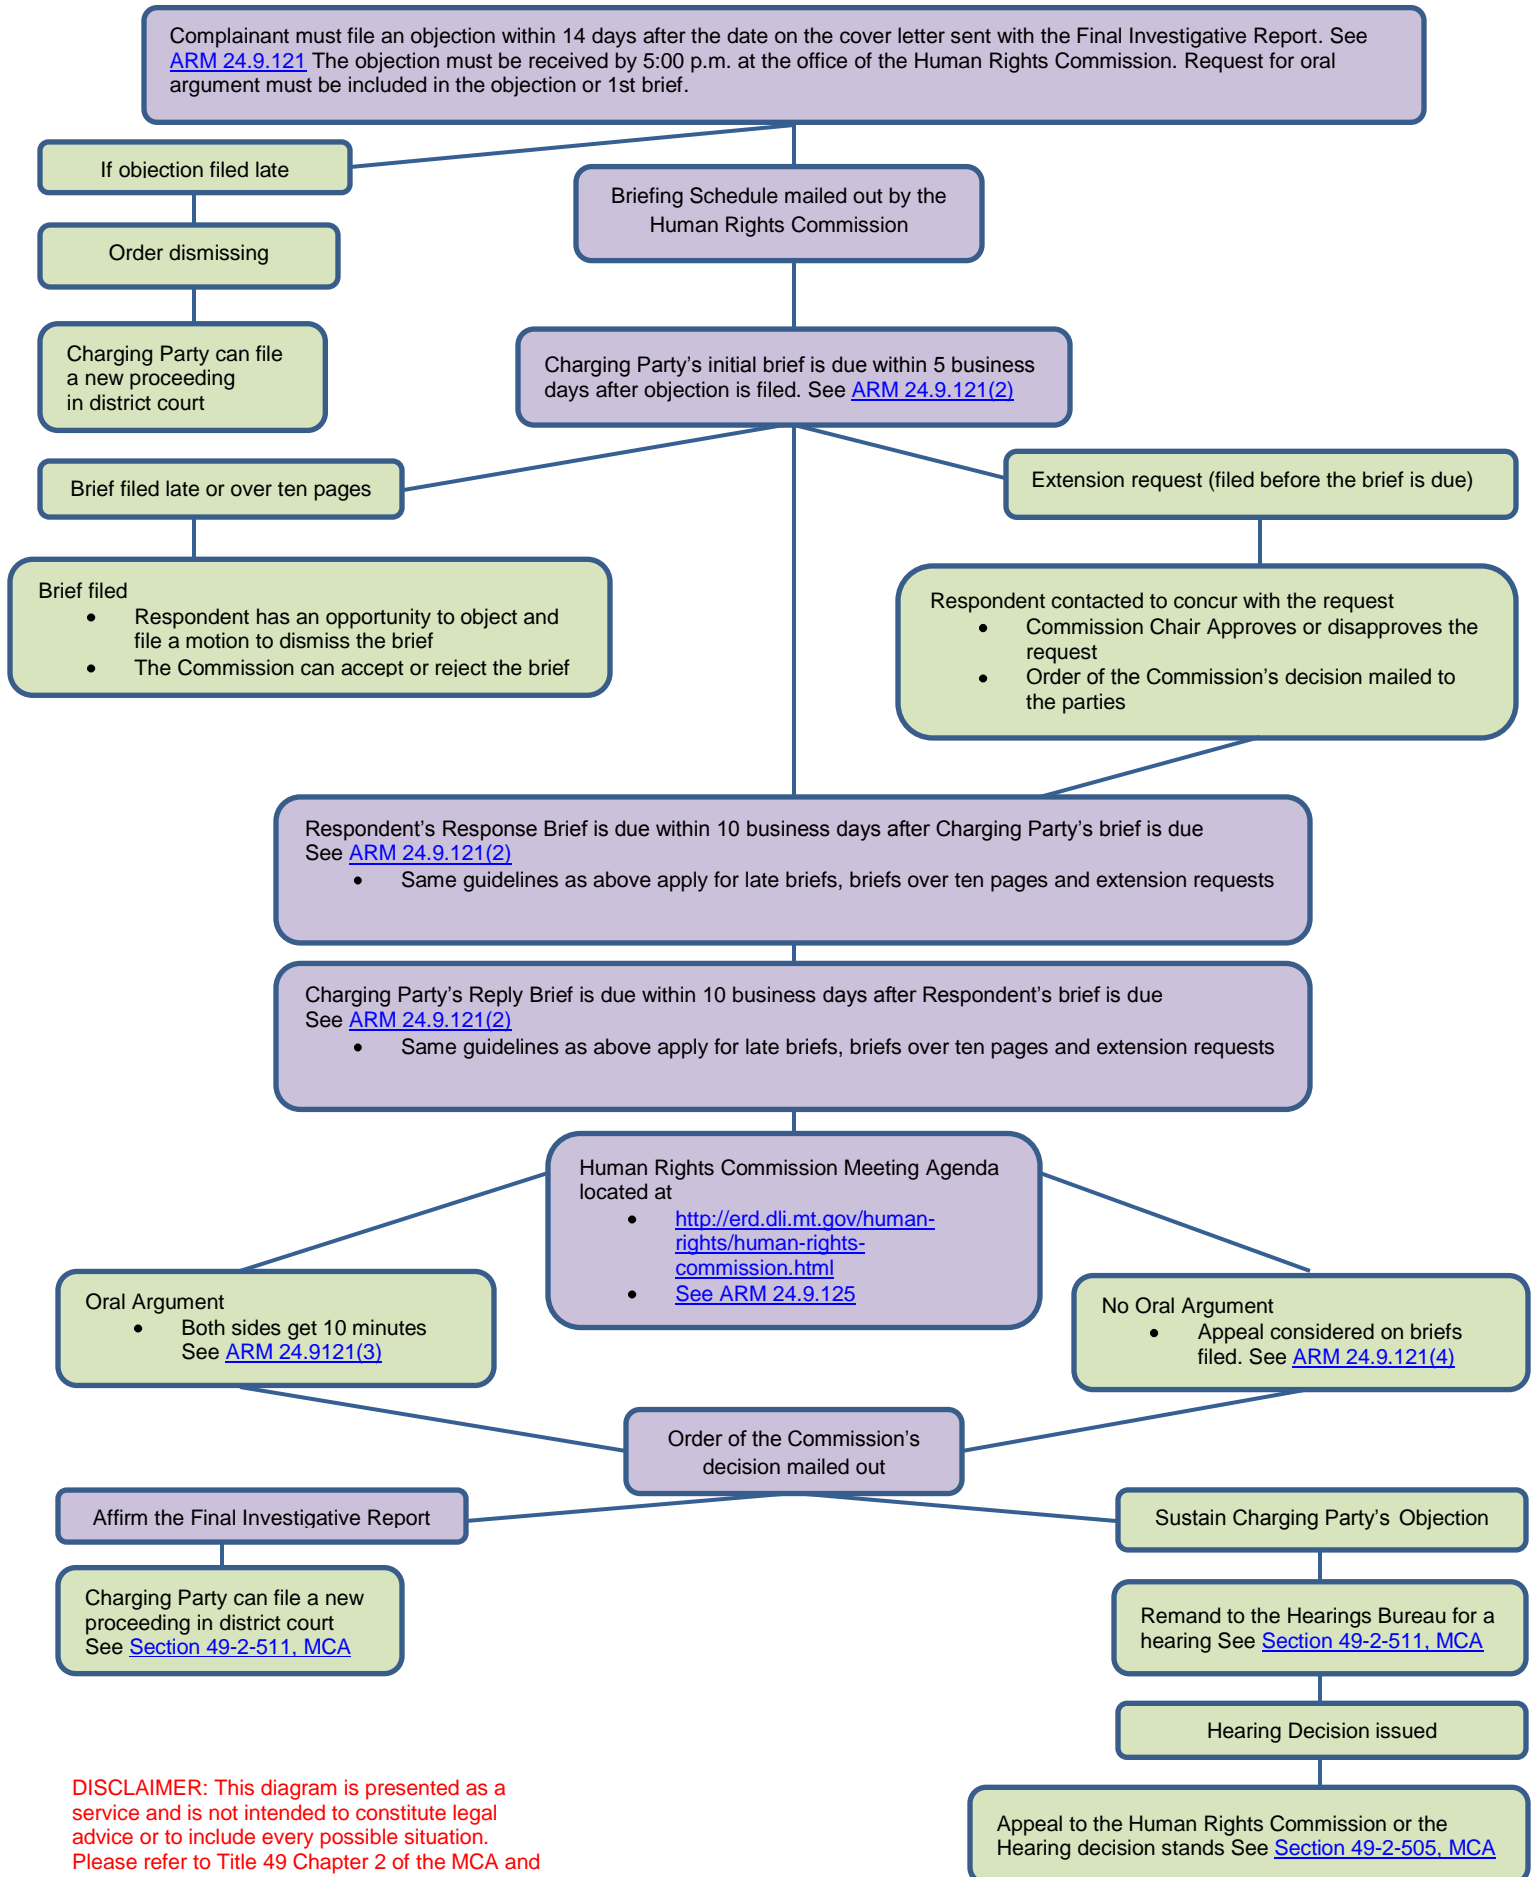 Complainant must file an objection within 14 days after the date on the cover letter sent with the Final Investigative Report. See
ARM 24.9.121 The objection must be received by 5:00 p.m. at the office of the Human Rights Commission. Request for oral
argument must be included in the objection or 1st brief.
If objection filed late
Briefing Schedule mailed out by the
Human Rights Commission
Order dismissing
Charging Party can file
a new proceeding
in district court
Charging Party’s initial brief is due within 5 business
days after objection is filed. See ARM 24.9.121(2)
Brief filed late or over ten pages
Extension request (filed before the brief is due)
Brief filed
• Respondent has an opportunity to object and
file a motion to dismiss the brief
• The Commission can accept or reject the brief
Respondent contacted to concur with the request
• Commission Chair Approves or disapproves the
request
• Order of the Commission’s decision mailed to
the parties
Respondent’s Response Brief is due within 10 business days after Charging Party’s brief is due
See ARM 24.9.121(2)
• Same guidelines as above apply for late briefs, briefs over ten pages and extension requests
Charging Party’s Reply Brief is due within 10 business days after Respondent’s brief is due
See ARM 24.9.121(2)
• Same guidelines as above apply for late briefs, briefs over ten pages and extension requests
Human Rights Commission Meeting Agenda
located at
• http://erd.dli.mt.gov/human-
rights/human-rights-
commission.html
• See ARM 24.9.125
Oral Argument
• Both sides get 10 minutes
See ARM 24.9121(3)
No Oral Argument
• Appeal considered on briefs
filed. See ARM 24.9.121(4)
Order of the Commission’s
decision mailed out
Affirm the Final Investigative Report
Sustain Charging Party’s Objection
Charging Party can file a new
proceeding in district court
See Section 49-2-511, MCA
Remand to the Hearings Bureau for a
hearing See Section 49-2-511, MCA
Hearing Decision issued
Appeal to the Human Rights Commission or the
Hearing decision stands See Section 49-2-505, MCA
DISCLAIMER: This diagram is presented as a
service and is not intended to constitute legal
advice or to include every possible situation.
Please refer to Title 49 Chapter 2 of the MCA and